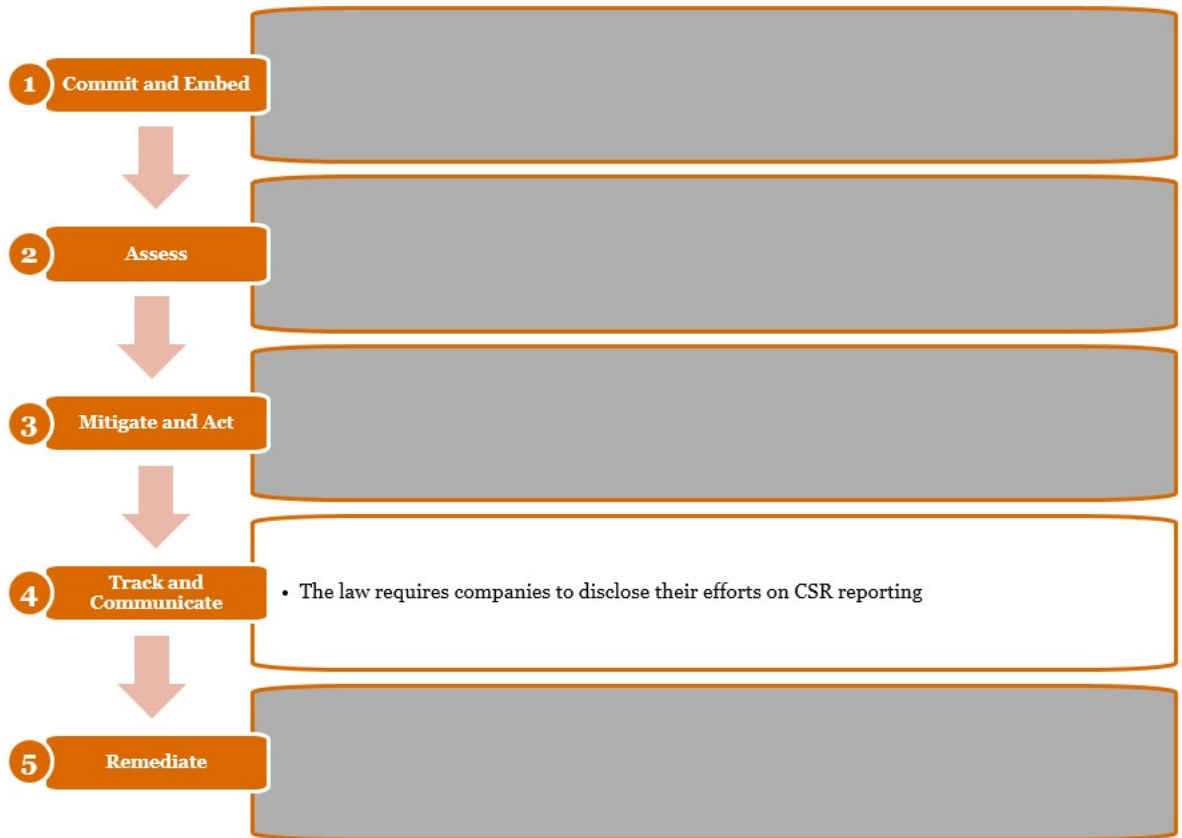 1 Commit and Embed
2 Assess
3 Mitigate and Act
4 Track and
Communicate
• The law requires companies to disclose their efforts on CSR reporting
5 Remediate